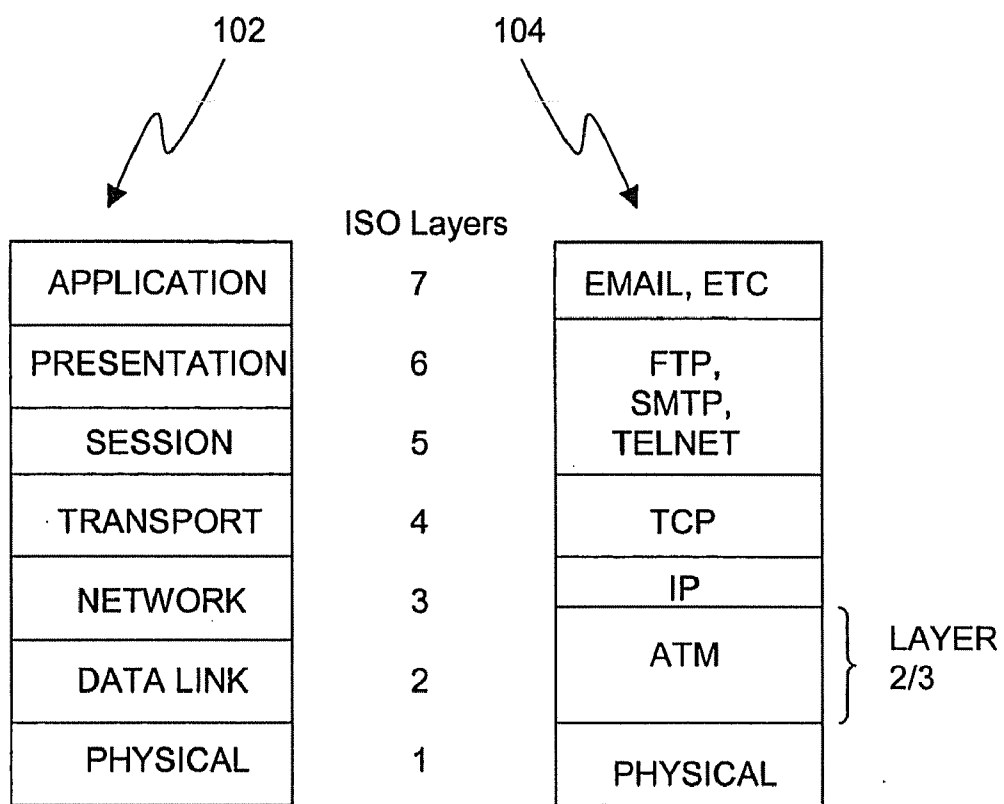 102 104
ISO Layers
APPLICATION 7 EMAIL, ETC
PRESENTATION 6 FTP,
SMTP,
SESSION 5 TELNET
TRANSPORT 4 TCP
NETWORK 3 IP
ATM LAYER
DATA LINK 2 2/3
PHYSICAL 1 PHYSICAL